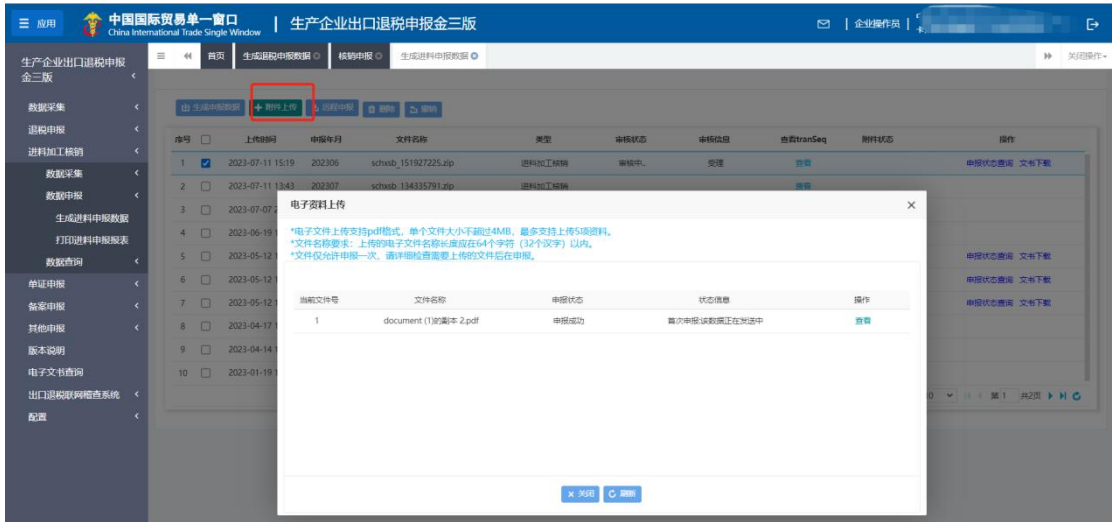 应用
中国国际贸易单一窗口
China International Trade Single Window
生产企业出口退税申报金三版
企业操作员
首页 生成退税申报数据 核销申报 生成进料申报数据 关闭操作
生产企业出口退税申报
金三版
数据采集
退税申报
进料加工核销
数据采集
数据申报
生成进料申报数据
打印进料申报报表
数据查询
单证申报
备案申报
其他申报
版本说明
电子文书查询
出口退税联网稽查系统
配置
生成申报数据 附件上传 远程申报 删除 撤销
序号 上传时间 申报年月 文件名称 类型 审核状态 审核信息 查看tranSeq 附件状态 操作
1 2023-07-11 15:19 202306 schxsb_151927225.zip 进料加工核销 审核中.. 受理 查看 申报状态查询 文书下载
2 2023-07-11 13:43 202307 schxsb_134335791.zip 进料加工核销 查看
3 2023-07-07
4 2023-06-19 1
5 2023-05-12 1 申报状态查询 文书下载
6 2023-05-12 1 申报状态查询 文书下载
7 2023-05-12 1 申报状态查询 文书下载
8 2023-04-17 1
9 2023-04-14 1
10 2023-01-19 1
0 第 1 共2页
电子资料上传
*电子文件上传支持pdf格式，单个文件大小不超过4MB，最多支持上传5项资料。
*文件名称要求：上传的电子文件名称长度应在64个字符（32个汉字）以内。
*文件仅允许申报一次，请详细检查需要上传的文件后在申报。
当前文件号 文件名称 申报状态 状态信息 操作
1 document (1)的副本 2.pdf 申报成功 首次申报:该数据正在发送中 查看
关闭 刷新